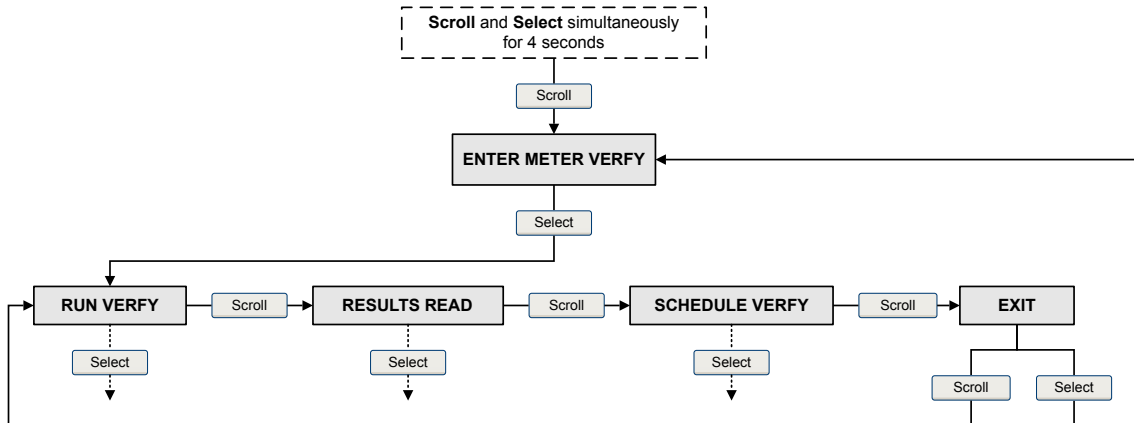 Scroll and Select simultaneously
for 4 seconds
Scroll
ENTER METER VERFY
Select
RUN VERFY
Scroll
RESULTS READ
Scroll
SCHEDULE VERFY
Scroll
EXIT
Select
Select
Select
Scroll
Select